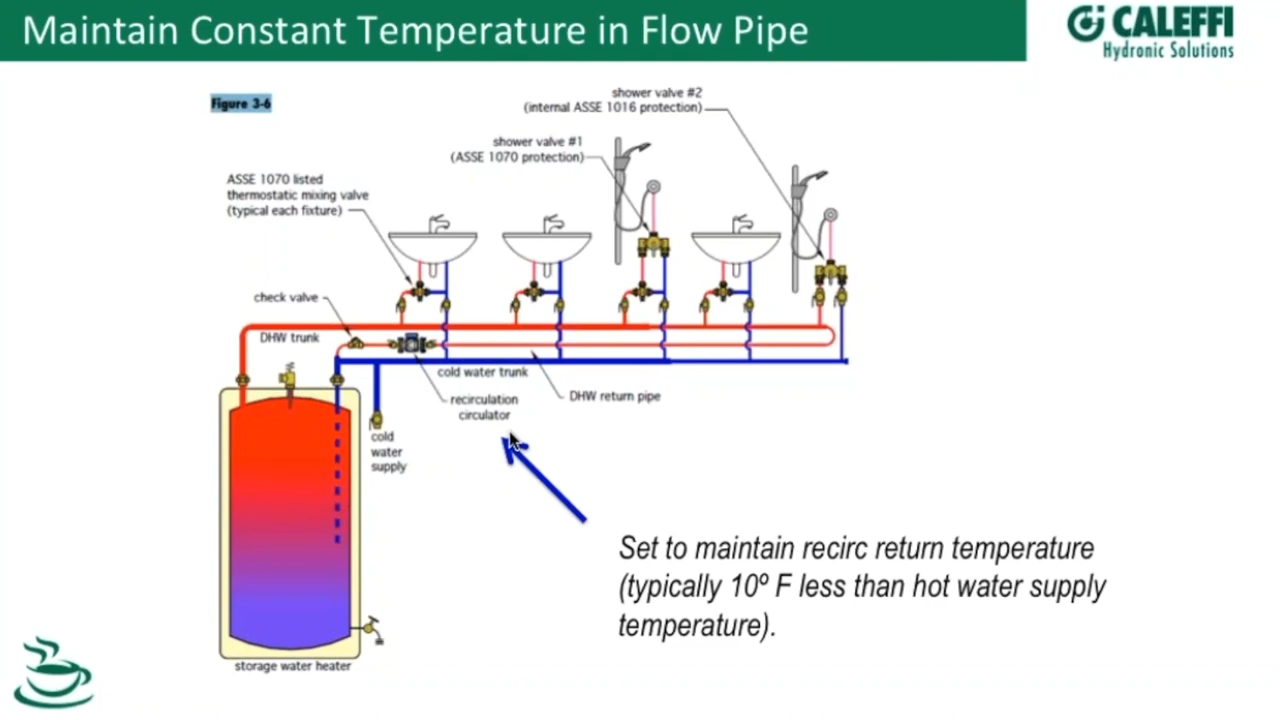 Maintain Constant Temperature in Flow Pipe
CALEFFI
Hydronic Solutions
Figure 3-6
shower valve #2
(internal ASSE 1016 protection)
shower valve #1
(ASSE 1070 protection)
ASSE 1070 listed
thermostatic mixing valve
(typical each fixture)
check valve
DHW trunk
cold water trunk
DHW return pipe
recirculation
circulator
cold
water
supply
Set to maintain recirc return temperature
(typically 10º F less than hot water supply
temperature).
storage water heater